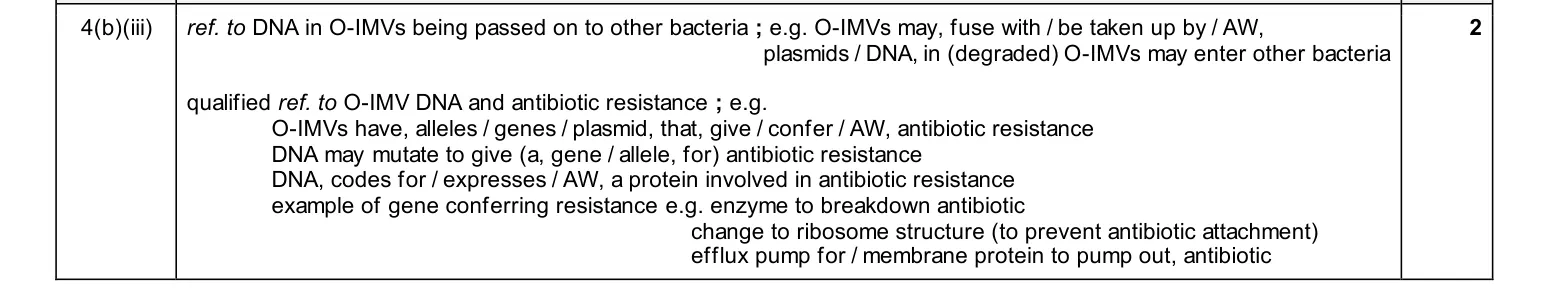 4(b)(iii) ref. to DNA in O-IMVs being passed on to other bacteria ; e.g. O-IMVs may, fuse with / be taken up by / AW, 2
plasmids / DNA, in (degraded) O-IMVs may enter other bacteria
qualified ref. to O-IMV DNA and antibiotic resistance ; e.g.
O-IMVs have, alleles / genes / plasmid, that, give / confer / AW, antibiotic resistance
DNA may mutate to give (a, gene / allele, for) antibiotic resistance
DNA, codes for / expresses / AW, a protein involved in antibiotic resistance
example of gene conferring resistance e.g. enzyme to breakdown antibiotic
change to ribosome structure (to prevent antibiotic attachment)
efflux pump for / membrane protein to pump out, antibiotic